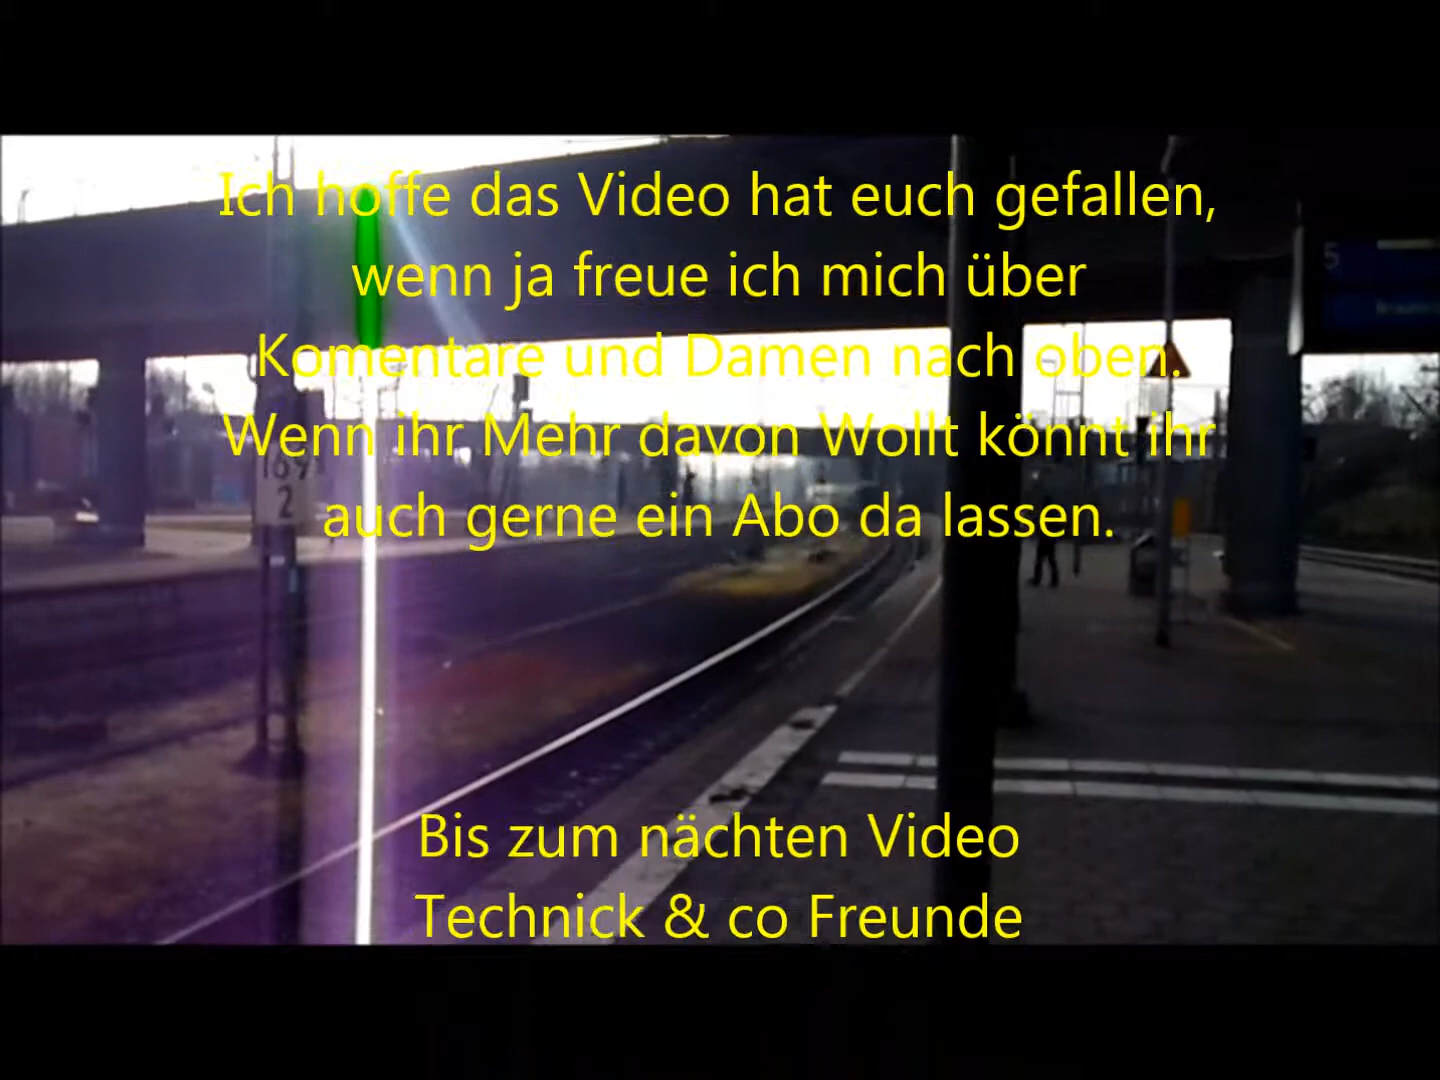 Ich hoffe das Video hat euch gefallen,
wenn ja freue ich mich über
Komentare und Damen nach oben.
Wenn ihr Mehr davon Wollt könnt ihr
auch gerne ein Abo da lassen.
5
2
Bis zum nächten Video
Technick & co Freunde